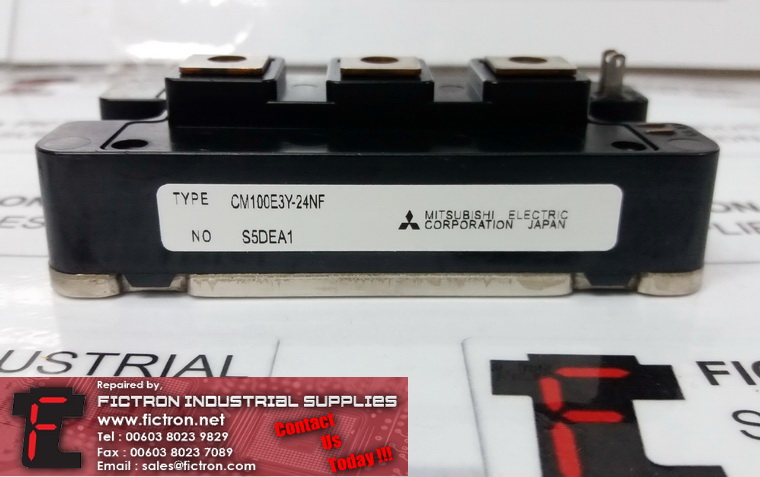 TYPE CM100E3Y-24NF
NO S5DEA1
MITSUBISHI ELECTRIC
CORPORATION JAPAN
USTRIAL
FIC
S
Repaired by,
FICTRON INDUSTRIAL SUPPLIES
www.fictron.net
Tel : 00603 8023 9829
Fax : 00603 8023 7089
Email : sales@fictron.com
Contact
Us
Today !!!